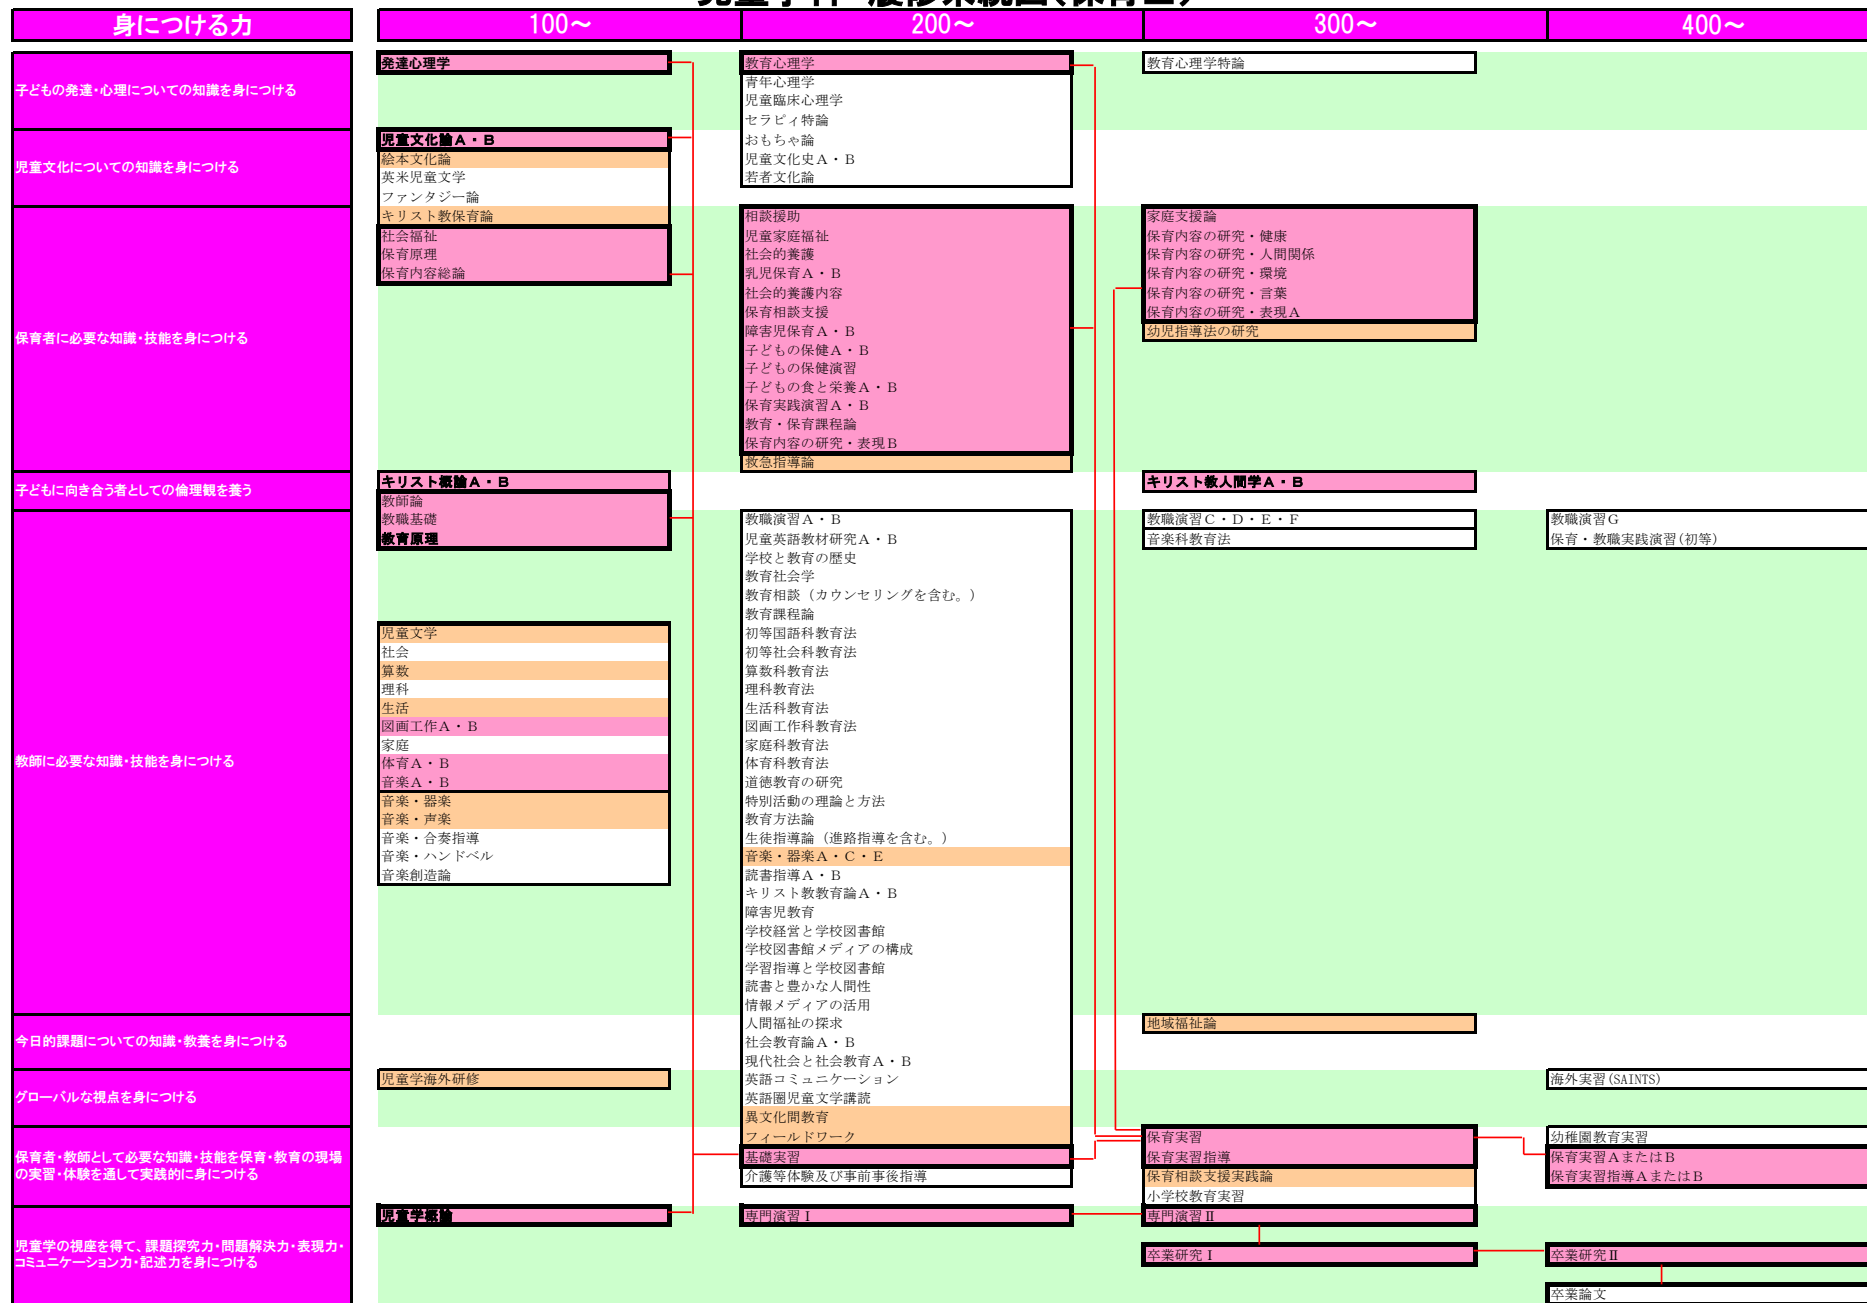 身につける力
100～
200～
300～
400～
子どもの発達・心理についての知識を身につける
発達心理学
教育心理学
青年心理学
児童臨床心理学
セラピィ特論
おもちゃ論
児童文化史Ａ・Ｂ
若者文化論
教育心理学特論
児童文化についての知識を身につける
児童文化論Ａ・Ｂ
絵本文化論
英米児童文学
ファンタジー論
キリスト教保育論
保育者に必要な知識・技能を身につける
社会福祉
保育原理
保育内容総論
相談援助
児童家庭福祉
社会的養護
乳児保育Ａ・Ｂ
社会的養護内容
保育相談支援
障害児保育Ａ・Ｂ
子どもの保健Ａ・Ｂ
子どもの保健演習
子どもの食と栄養Ａ・Ｂ
保育実践演習Ａ・Ｂ
教育・保育課程論
保育内容の研究・表現Ｂ
救急指導論
家庭支援論
保育内容の研究・健康
保育内容の研究・人間関係
保育内容の研究・環境
保育内容の研究・言葉
保育内容の研究・表現Ａ
幼児指導法の研究
子どもに向き合う者としての倫理観を養う
キリスト概論Ａ・Ｂ
教師論
教職基礎
教育原理
キリスト教人間学Ａ・Ｂ
教師に必要な知識・技能を身につける
児童文学
社会
算数
理科
生活
図画工作Ａ・Ｂ
家庭
体育Ａ・Ｂ
音楽Ａ・Ｂ
音楽・器楽
音楽・声楽
音楽・合奏指導
音楽・ハンドベル
音楽創造論
教職演習Ａ・Ｂ
児童英語教材研究Ａ・Ｂ
学校と教育の歴史
教育社会学
教育相談（カウンセリングを含む。）
教育課程論
初等国語科教育法
初等社会科教育法
算数科教育法
理科教育法
生活科教育法
図画工作科教育法
家庭科教育法
体育科教育法
道徳教育の研究
特別活動の理論と方法
教育方法論
生徒指導論（進路指導を含む。）
音楽・器楽Ａ・Ｃ・Ｅ
読書指導Ａ・Ｂ
キリスト教教育論Ａ・Ｂ
障害児教育
学校経営と学校図書館
学校図書館メディアの構成
学習指導と学校図書館
読書と豊かな人間性
情報メディアの活用
人間福祉の探求
社会教育論Ａ・Ｂ
現代社会と社会教育Ａ・Ｂ
英語コミュニケーション
英語圏児童文学講読
異文化間教育
フィールドワーク
教職演習Ｃ・Ｄ・Ｅ・Ｆ
音楽科教育法
教職演習Ｇ
保育・教職実践演習(初等)
今日的課題についての知識・教養を身につける
地域福祉論
グローバルな視点を身につける
児童学海外研修
海外実習(SAINTS)
保育者・教師として必要な知識・技能を保育・教育の現場
の実習・体験を通して実践的に身につける
基礎実習
介護等体験及び事前事後指導
保育実習
保育実習指導
保育相談支援実践論
小学校教育実習
幼稚園教育実習
保育実習ＡまたはＢ
保育実習指導ＡまたはＢ
児童学の視座を得て、課題探究力・問題解決力・表現力・
コミュニケーション力・記述力を身につける
児童学概論
専門演習Ⅰ
専門演習Ⅱ
卒業研究Ⅰ
卒業研究Ⅱ
卒業論文